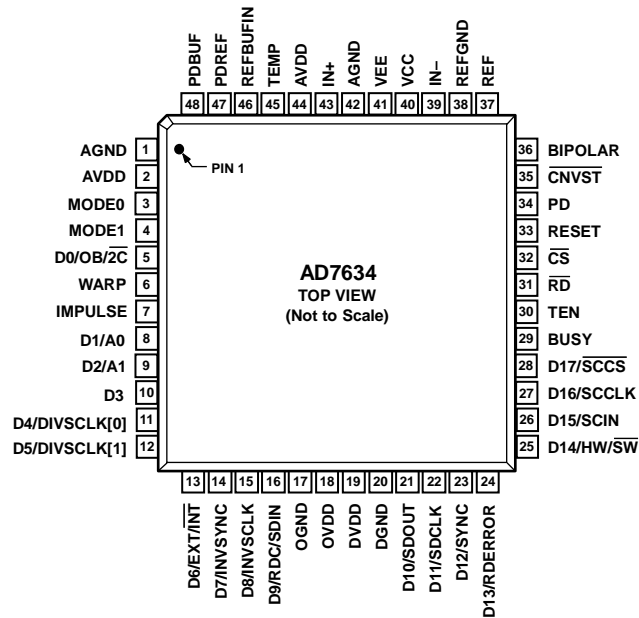 PDBUF
PDREF
REFBUFIN
TEMP
AVDD
IN+
AGND
VEE
VCC
IN–
REFGND
REF
48 47 46 45 44 43 42 41 40 39 38 37
AGND 1
AVDD 2
MODE0 3
MODE1 4
D0/OB/2C̅ 5
WARP 6
IMPULSE 7
D1/A0 8
D2/A1 9
D3 10
D4/DIVSCLK[0] 11
D5/DIVSCLK[1] 12
PIN 1
AD7634
TOP VIEW
(Not to Scale)
36 BIPOLAR
35 C̅N̅V̅S̅T̅
34 PD
33 RESET
32 C̅S̅
31 R̅D̅
30 TEN
29 BUSY
28 D17/S̅C̅C̅S̅
27 D16/SCCLK
26 D15/SCIN
25 D14/HW/S̅W̅
13 14 15 16 17 18 19 20 21 22 23 24
D6/EXT/I̅N̅T̅
D7/INVSYNC
D8/INVSCLK
D9/RDC/SDIN
OGND
OVDD
DVDD
DGND
D10/SDOUT
D11/SDCLK
D12/SYNC
D13/RDERROR